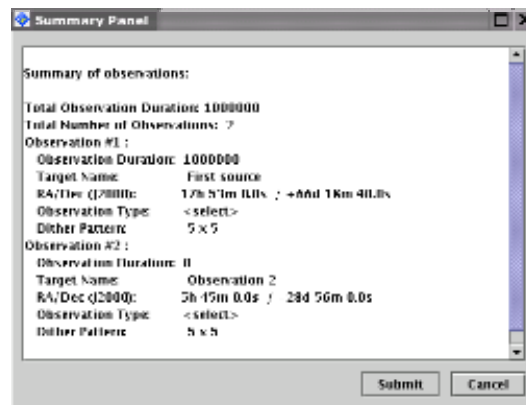 Summary Panel
Summary of observations:
Total Observation Duration: 1000000
Total Number of Observations: 2
Observation #1 :
Observation Duration: 1000000
Target Name: First source
RA/Dec (J2000): 17h 53m 0.0s / +66d 18m 40.0s
Observation Type: <select>
Dither Pattern: 5 x 5
Observation #2 :
Observation Duration: 0
Target Name: Observation 2
RA/Dec (J2000): 5h 45m 0.0s / 28d 56m 0.0s
Observation Type: <select>
Dither Pattern: 5 x 5
Submit Cancel